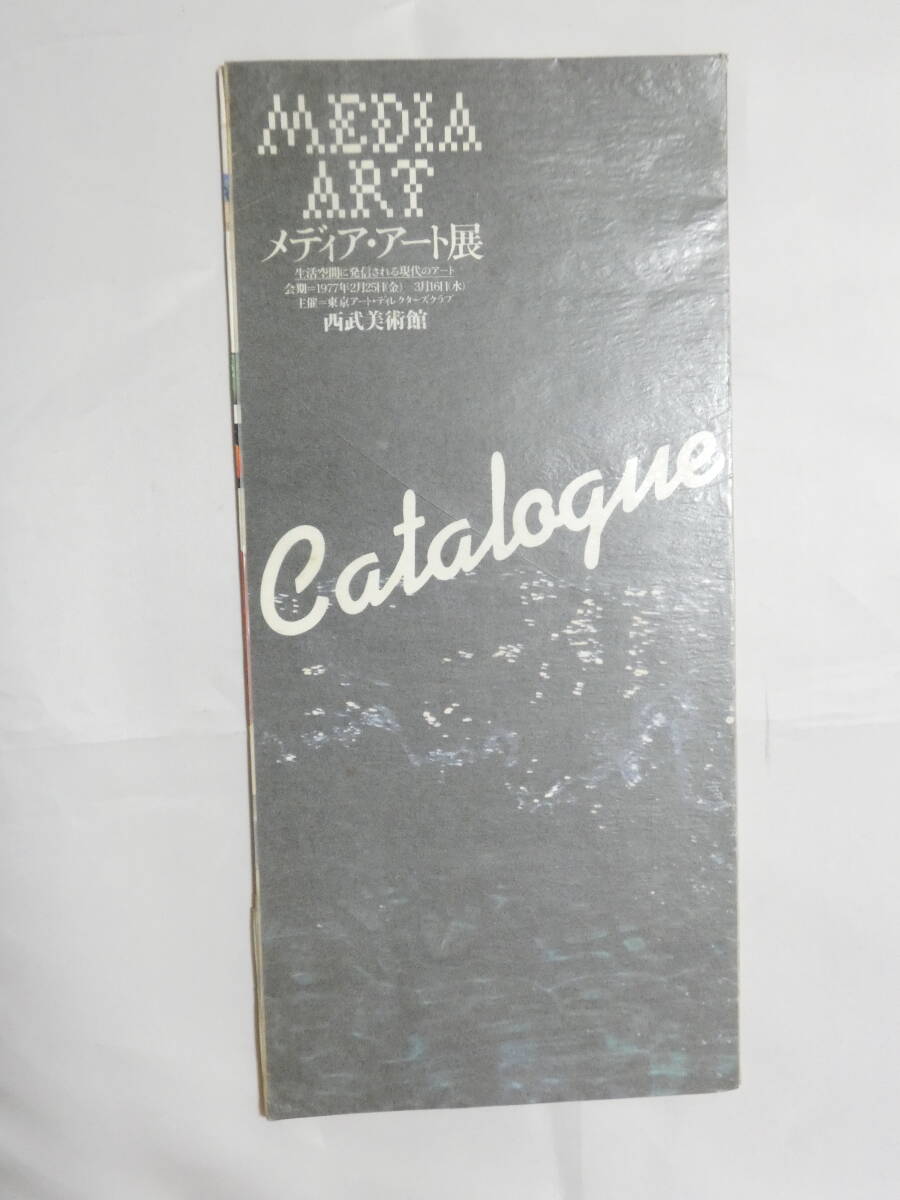 MEDIA
ART
メディア・アート展
生活空間に発信される現代のアート
会期=1977年2月25日(金) 3月16日(水)
主催=東京アート・ディレクターズクラブ
西武美術館
Catalogue